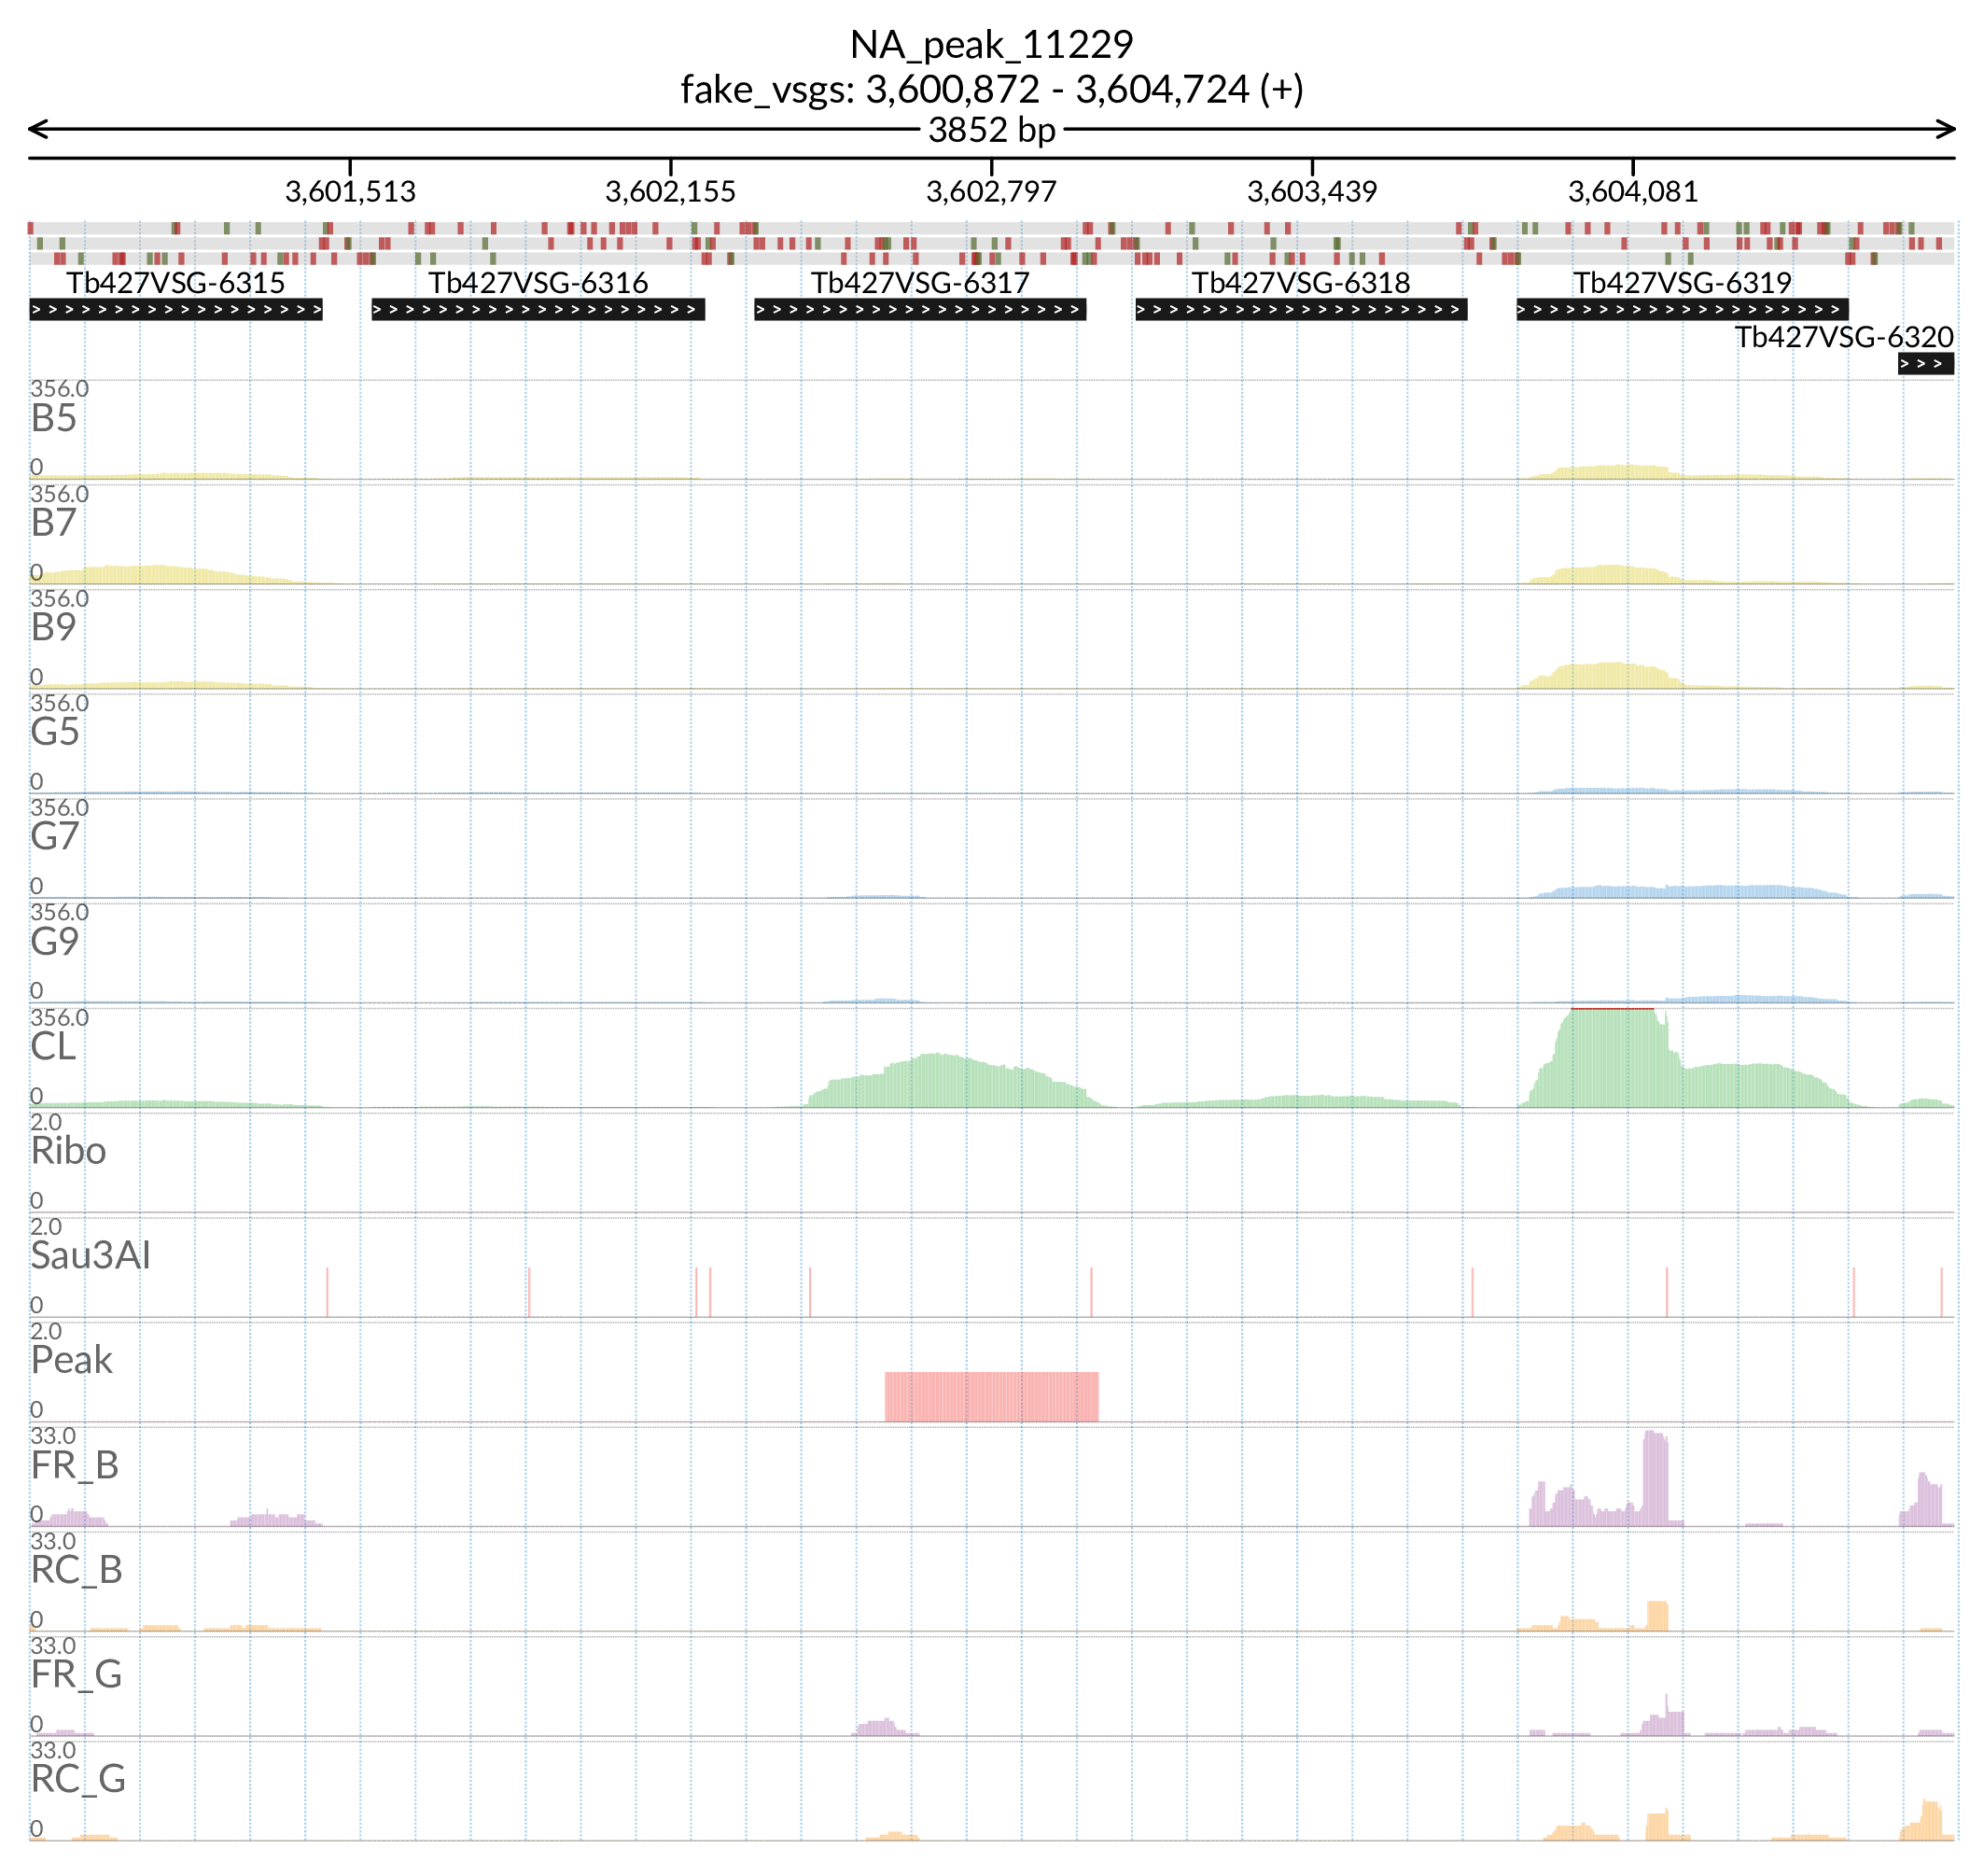 NA_peak_11229
fake_vsgs: 3,600,872 - 3,604,724 (+)
3852 bp
3,601,513 3,602,155 3,602,797 3,603,439 3,604,081
Tb427VSG-6315 Tb427VSG-6316 Tb427VSG-6317 Tb427VSG-6318 Tb427VSG-6319
Tb427VSG-6320
356.0
B5
0
356.0
B7
0
356.0
B9
0
356.0
G5
0
356.0
G7
0
356.0
G9
0
356.0
CL
0
2.0
Ribo
0
2.0
Sau3AI
0
2.0
Peak
0
33.0
FR_B
0
33.0
RC_B
0
33.0
FR_G
0
33.0
RC_G
0